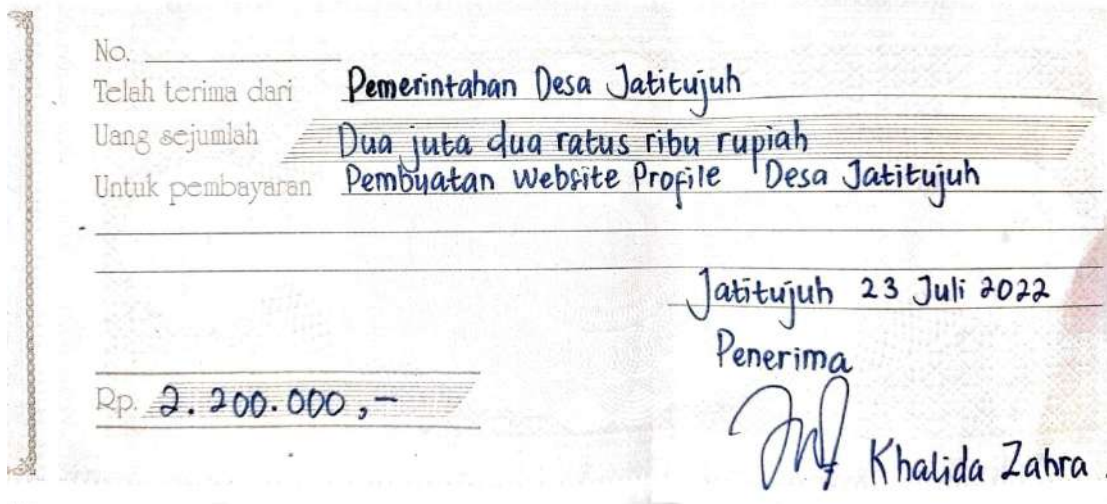 No.
Telah terima dari Pemerintahan Desa Jatitujuh
Uang sejumlah Dua juta dua ratus ribu rupiah
Untuk pembayaran Pembuatan Website Profile Desa Jatitujuh
Jatitujuh 23 Juli 2022
Penerima
Rp. 2.200.000,-
Khalida Zahra